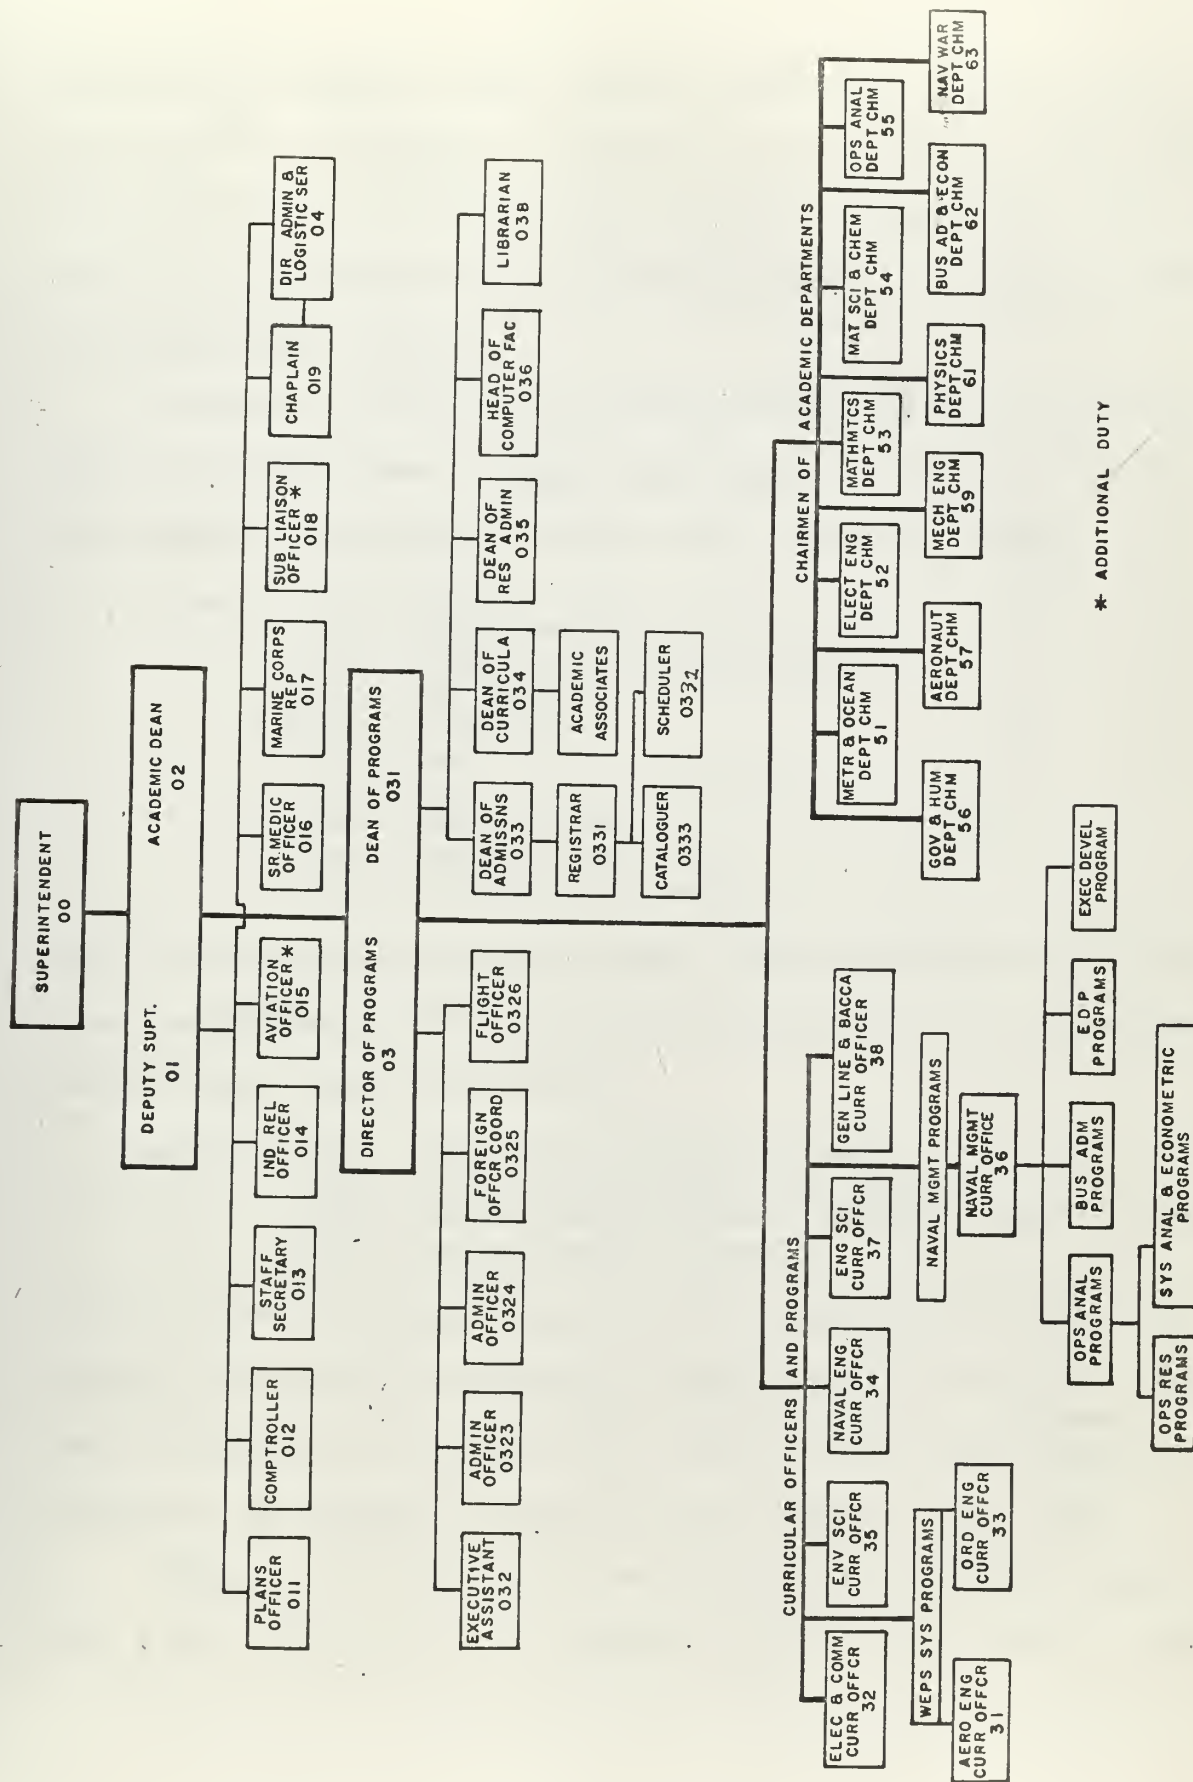 SUPERINTENDENT
00
DEPUTY SUPT.
01
ACADEMIC DEAN
02
PLANS
OFFICER
011
COMPTROLLER
012
STAFF
SECRETARY
013
IND REL
OFFICER
014
AVIATION
OFFICER *
015
SR. MEDIC
OFFICER
016
MARINE CORPS
REP
017
SUB LIAISON
OFFICER *
018
CHAPLAIN
019
DIR ADMIN &
LOGISTIC SER
04
DIRECTOR OF PROGRAMS
03
DEAN OF PROGRAMS
031
EXECUTIVE
ASSISTANT
032
ADMIN
OFFICER
0323
ADMIN
OFFICER
0324
FOREIGN
OFFCR COORD
0325
FLIGHT
OFFICER
0326
DEAN OF
ADMISSNS
033
DEAN OF
CURRICULA
034
DEAN OF
RES ADMIN
035
HEAD OF
COMPUTER FAC
036
LIBRARIAN
038
REGISTRAR
0331
ACADEMIC
ASSOCIATES
CATALOGUER
0333
SCHEDULER
0332
CURRICULAR OFFICERS AND PROGRAMS
ELEC & COMM
CURR OFFCR
32
ENV SCI
CURR OFFCR
35
NAVAL ENG
CURR OFFCR
34
ENG SCI
CURR OFFCR
37
GEN LINE & BACCA
CURR OFFICER
38
WEPS SYS PROGRAMS
AERO ENG
CURR OFFCR
31
ORD ENG
CURR OFFCR
33
NAVAL MGMT PROGRAMS
NAVAL MGMT
CURR OFFICE
36
OPS ANAL
PROGRAMS
BUS ADM
PROGRAMS
E D P
PROGRAMS
EXEC DEVEL
PROGRAM
OPS RES
PROGRAMS
SYS ANAL & ECONOMETRIC
PROGRAMS
CHAIRMEN OF ACADEMIC DEPARTMENTS
METR & OCEAN
DEPT CHM
51
ELECT ENG
DEPT CHM
52
MATHMTCS
DEPT CHM
53
MAT SCI & CHEM
DEPT CHM
54
OPS ANAL
DEPT CHM
55
GOV & HUM
DEPT CHM
56
AERONAUT
DEPT CHM
57
MECH ENG
DEPT CHM
59
PHYSICS
DEPT CHM
61
BUS AD & ECON
DEPT CHM
62
NAV WAR
DEPT CHM
63
* ADDITIONAL DUTY